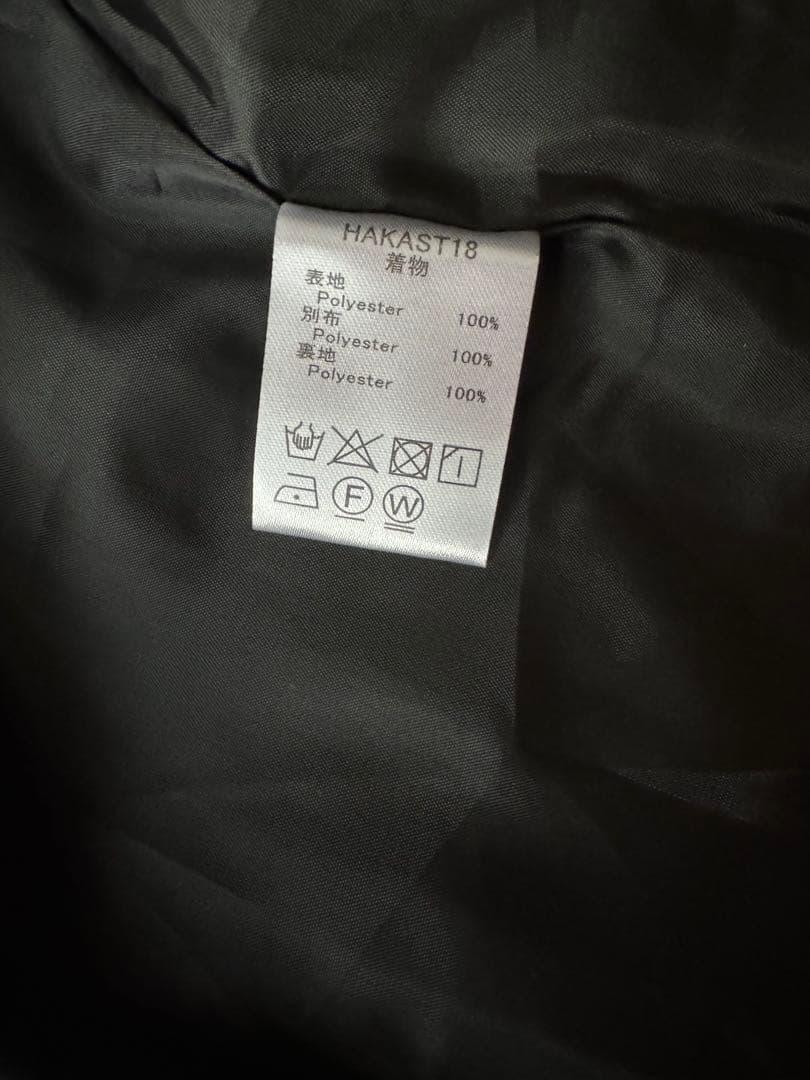 HAKAST18
着物
表地
Polyester 100%
別布
Polyester 100%
裏地
Polyester 100%
F W